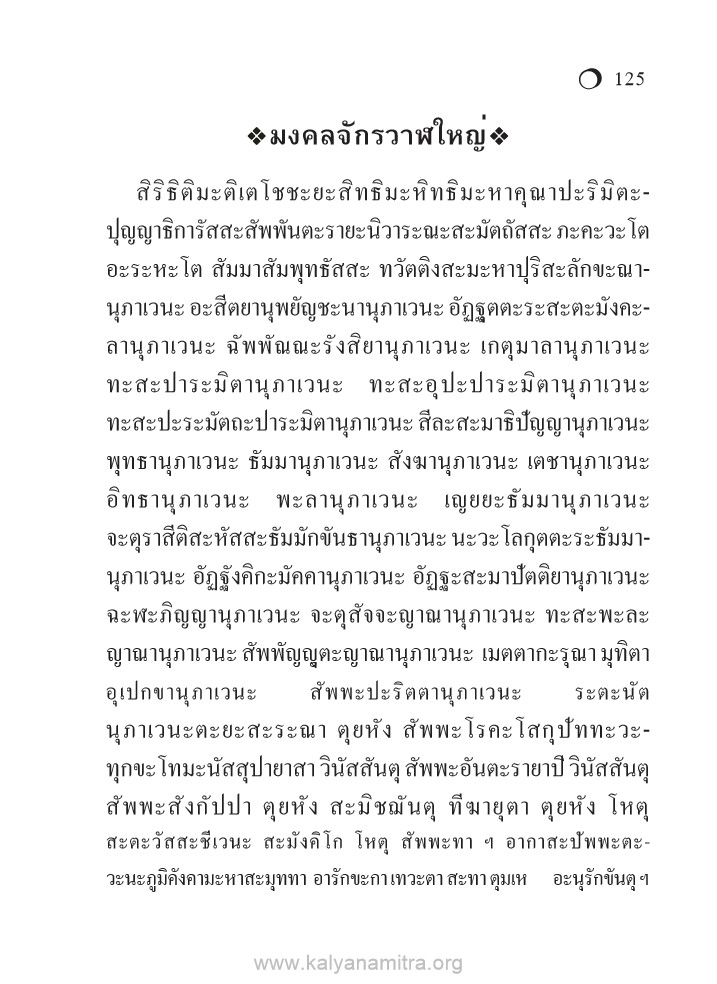 125
❖มงคลจักรวาฬใหญ่❖
สิริธิติมะติเตโชชะยะสิทธิมะหิทธิมะหาคุณาปะริมิตะ-
ปุญญาธิการัสสะสัพพันตะรายะนิวาระณะสะมัตถัสสะ ภะคะวะโต
อะระหะโต สัมมาสัมพุทธัสสะ ทวัตติงสะมะหาปุริสะลักขะณา-
นุภาเวนะ อะสีตยานุพยัญชะนานุภาเวนะ อัฏฐุตตะระสะตะมังคะ-
ลานุภาเวนะ ฉัพพัณณะรังสิยานุภาเวนะ เกตุมาลานุภาเวนะ
ทะสะปาระมิตานุภาเวนะ ทะสะอุปะปาระมิตานุภาเวนะ
ทะสะปะระมัตถะปาระมิตานุภาเวนะ สีละสะมาธิปัญญานุภาเวนะ
พุทธานุภาเวนะ ธัมมานุภาเวนะ สังฆานุภาเวนะ เตชานุภาเวนะ
อิทธานุภาเวนะ พะลานุภาเวนะ เญยยะธัมมานุภาเวนะ
จะตุราสีติสะหัสสะธัมมักขันธานุภาเวนะ นะวะโลกุตตะระธัมมา-
นุภาเวนะ อัฏฐังคิกะมัคคานุภาเวนะ อัฏฐะสะมาปัตติยานุภาเวนะ
ฉะฬะภิญญานุภาเวนะ จะตุสัจจะญาณานุภาเวนะ ทะสะพะละ
ญาณานุภาเวนะ สัพพัญญุตะญาณานุภาเวนะ เมตตากะรุณา มุทิตา
อุเปกขานุภาเวนะ สัพพะปะริตตานุภาเวนะ ระตะนัต
นุภาเวนะตะยะสะระณา ตุยหัง สัพพะโรคะโสกุปัททะวะ-
ทุกขะโทมะนัสสุปายาสา วินัสสันตุ สัพพะอันตะรายาปิ วินัสสันตุ
สัพพะสังกัปปา ตุยหัง สะมิชฌันตุ ทีฆายุตา ตุยหัง โหตุ
สะตะวัสสะชีเวนะ สะมังคิโก โหตุ สัพพะทา ฯ อากาสะปัพพะตะ-
วะนะภูมิคังคามะหาสะมุททา อารักขะกา เทวะตา สะทา ตุมเห อะนุรักขันตุ ฯ
www.kalyanamitra.org